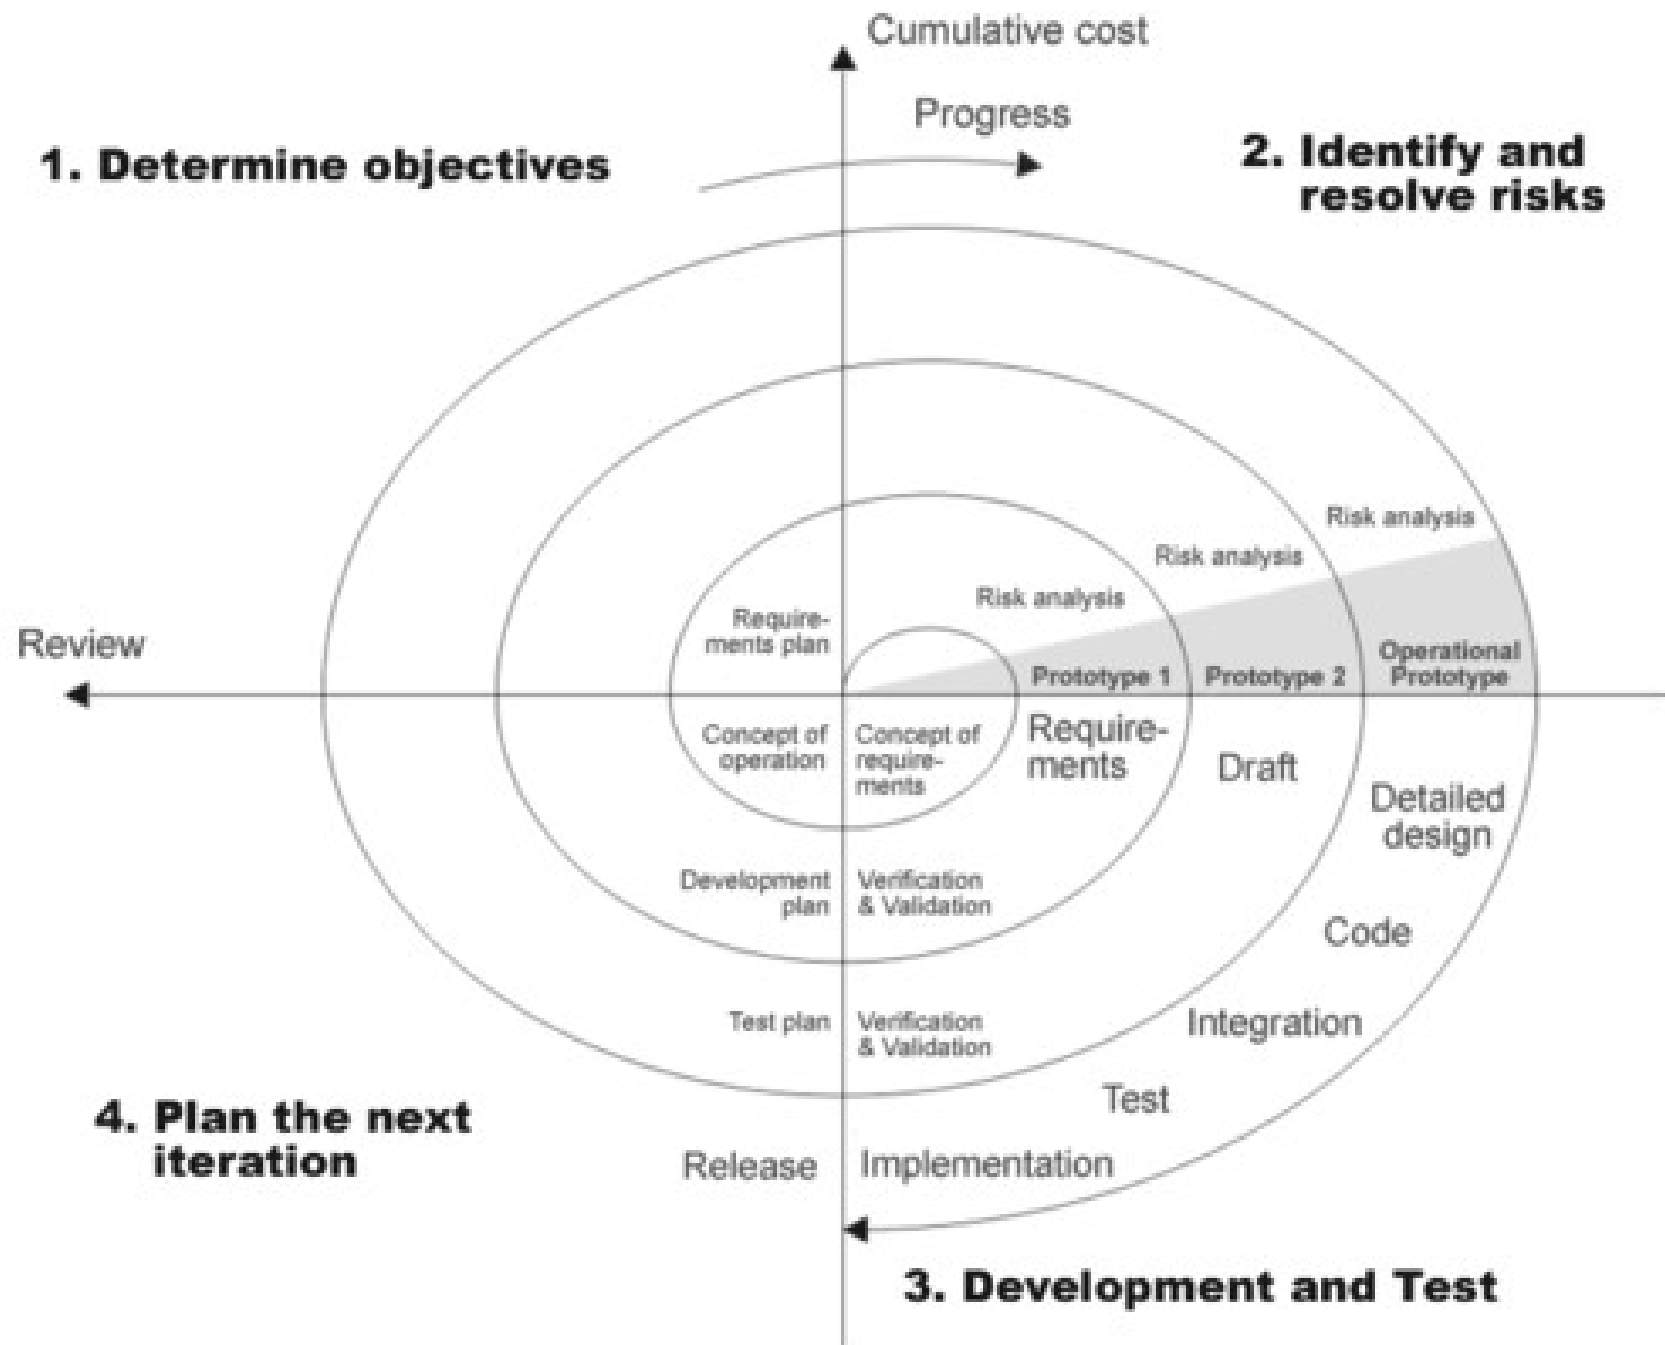 Cumulative cost
Progress
1. Determine objectives
2. Identify and
resolve risks
Risk analysis
Risk analysis
Risk analysis
Require-
ments plan
Review
Operational
Prototype
Prototype 1
Prototype 2
Concept of
operation
Concept of
require-
ments
Require-
ments
Draft
Detailed
design
Development
plan
Verification
& Validation
Code
Test plan
Verification
& Validation
Integration
Test
4. Plan the next
iteration
Release
Implementation
3. Development and Test